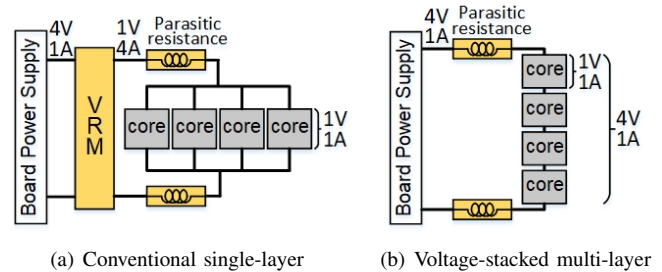 Board Power Supply
4V
1A
VRM
1V
4A
Parasitic
resistance
core
core
core
core
1V
1A
(a) Conventional single-layer
Board Power Supply
4V
1A
Parasitic
resistance
core
core
core
core
1V
1A
4V
1A
(b) Voltage-stacked multi-layer